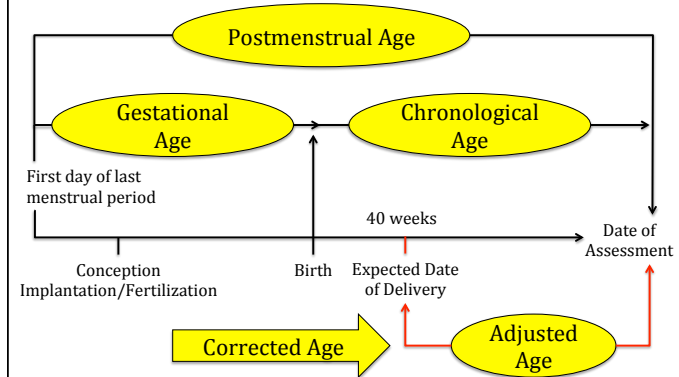 Postmenstrual Age
Gestational
Age
Chronological
Age
First day of last
menstrual period
40 weeks
Conception
Implantation/Fertilization
Birth
Expected Date
of Delivery
Date of
Assessment
Corrected Age
Adjusted
Age